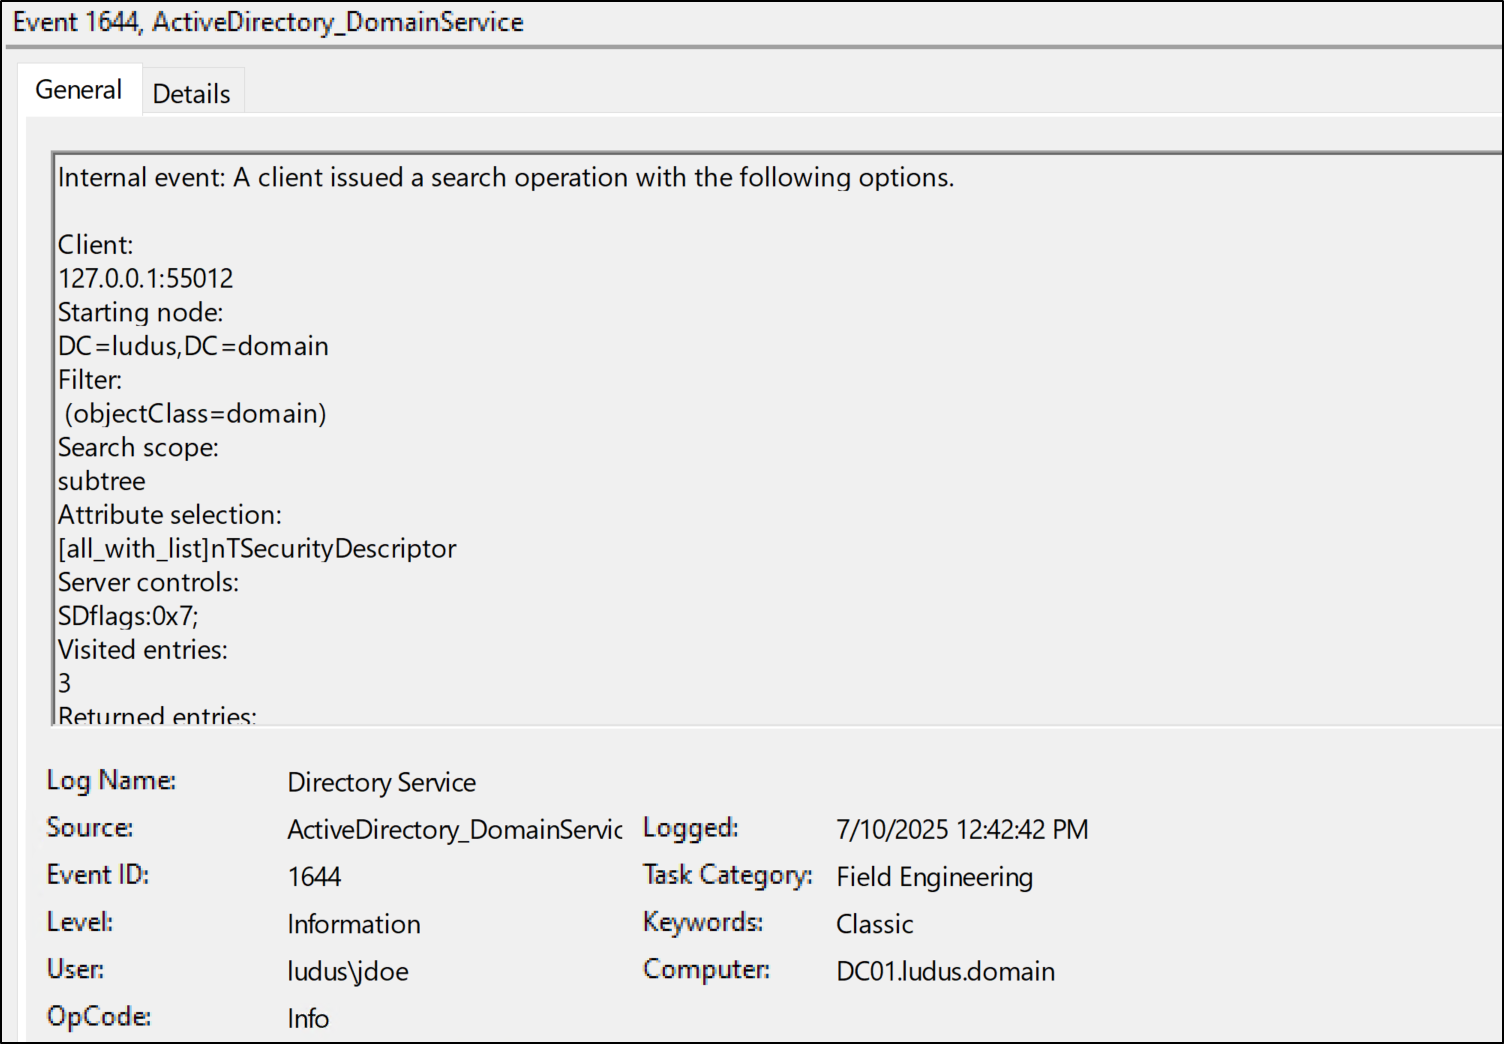 Event 1644, ActiveDirectory_DomainService
General
Details
Internal event: A client issued a search operation with the following options.
Client:
127.0.0.1:55012
Starting node:
DC=ludus,DC=domain
Filter:
(objectClass=domain)
Search scope:
subtree
Attribute selection:
[all_with_list]nTSecurityDescriptor
Server controls:
SDflags:0x7;
Visited entries:
3
Returned entries:
Log Name: Directory Service
Source: ActiveDirectory_DomainServic Logged: 7/10/2025 12:42:42 PM
Event ID: 1644 Task Category: Field Engineering
Level: Information Keywords: Classic
User: ludus\jdoe Computer: DC01.ludus.domain
OpCode: Info